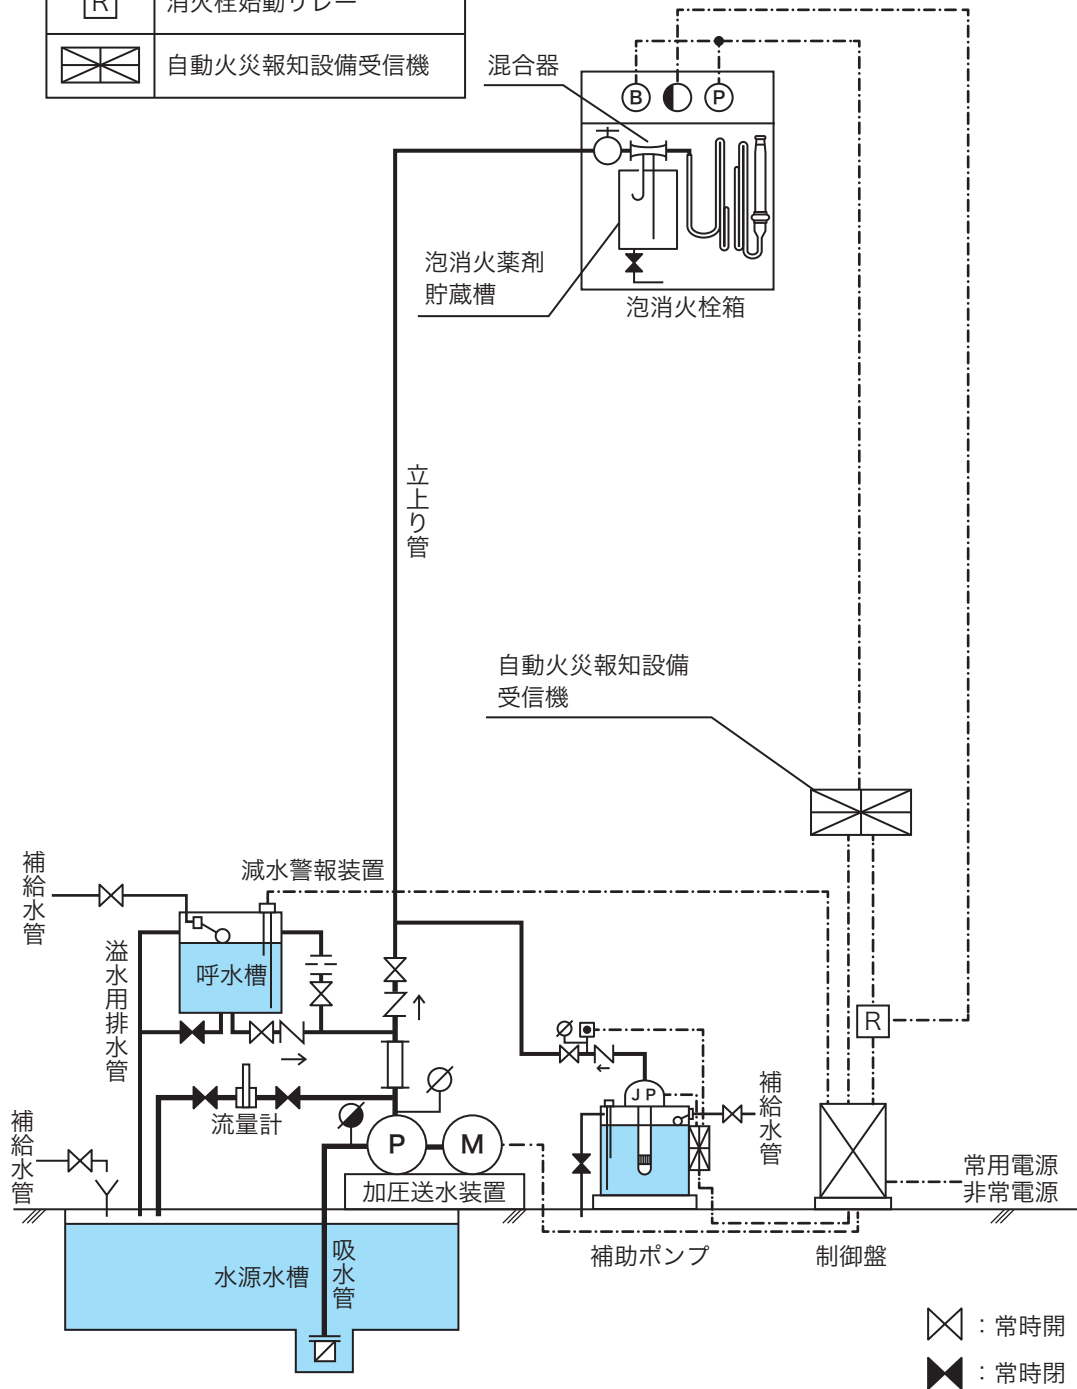 R
消火栓始動リレー
自動火災報知設備受信機
混合器
B
P
泡消火薬剤
貯蔵槽
泡消火栓箱
立上り管
自動火災報知設備
受信機
補給水管
減水警報装置
呼水槽
溢水用排水管
R
JP
補給水管
流量計
補給水管
P
M
加圧送水装置
常用電源
非常電源
補助ポンプ
制御盤
吸水管
水源水槽
：常時開
：常時閉